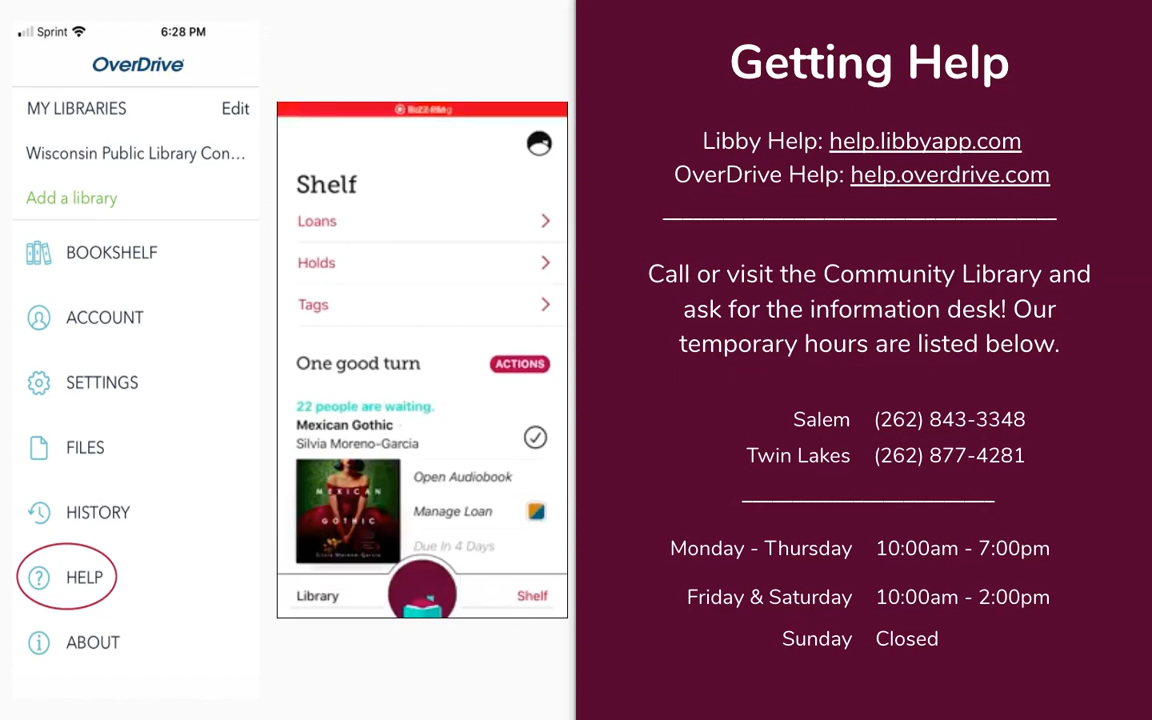 Sprint 6:28 PM
OverDrive
MY LIBRARIES Edit
Wisconsin Public Library Con...
Add a library
BOOKSHELF
ACCOUNT
SETTINGS
FILES
HISTORY
HELP
ABOUT
Shelf
Loans
Holds
Tags
One good turn ACTIONS
22 people are waiting.
Mexican Gothic
Silvia Moreno-Garcia
MEXICAN
GOTHIC
Silvia Moreno-Garcia
Open Audiobook
Manage Loan
Due In 4 Days
Library Shelf
Getting Help
Libby Help: help.libbyapp.com
OverDrive Help: help.overdrive.com
Call or visit the Community Library and
ask for the information desk! Our
temporary hours are listed below.
Salem (262) 843-3348
Twin Lakes (262) 877-4281
Monday - Thursday 10:00am - 7:00pm
Friday & Saturday 10:00am - 2:00pm
Sunday Closed